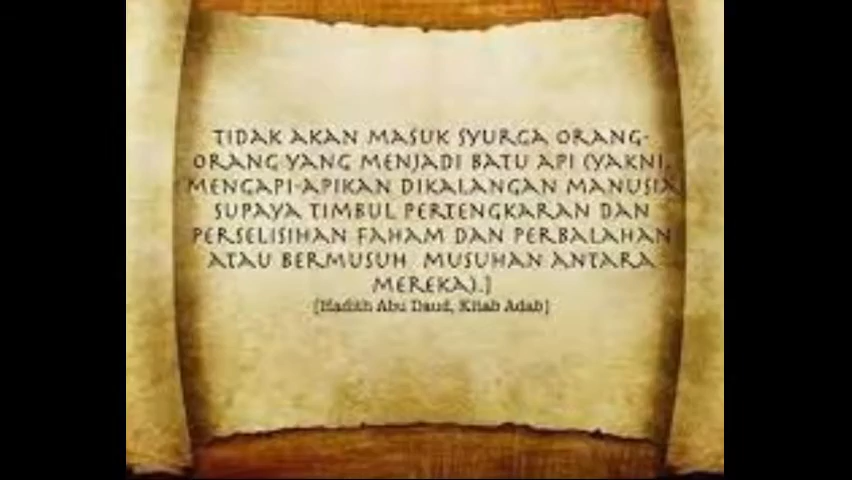 TIDAK AKAN MASUK SYURGA ORANG-
ORANG YANG MENJADI BATU API (YAKNI,
MENGAPI-APIKAN DIKALANGAN MANUSIA
SUPAYA TIMBUL PERTENGKARAN DAN
PERSELISIHAN FAHAM DAN PERBALAHAN
ATAU BERMUSUH MUSUHAN ANTARA
MEREKA).]
[Hadith Abu Daud, Kitab Adab]